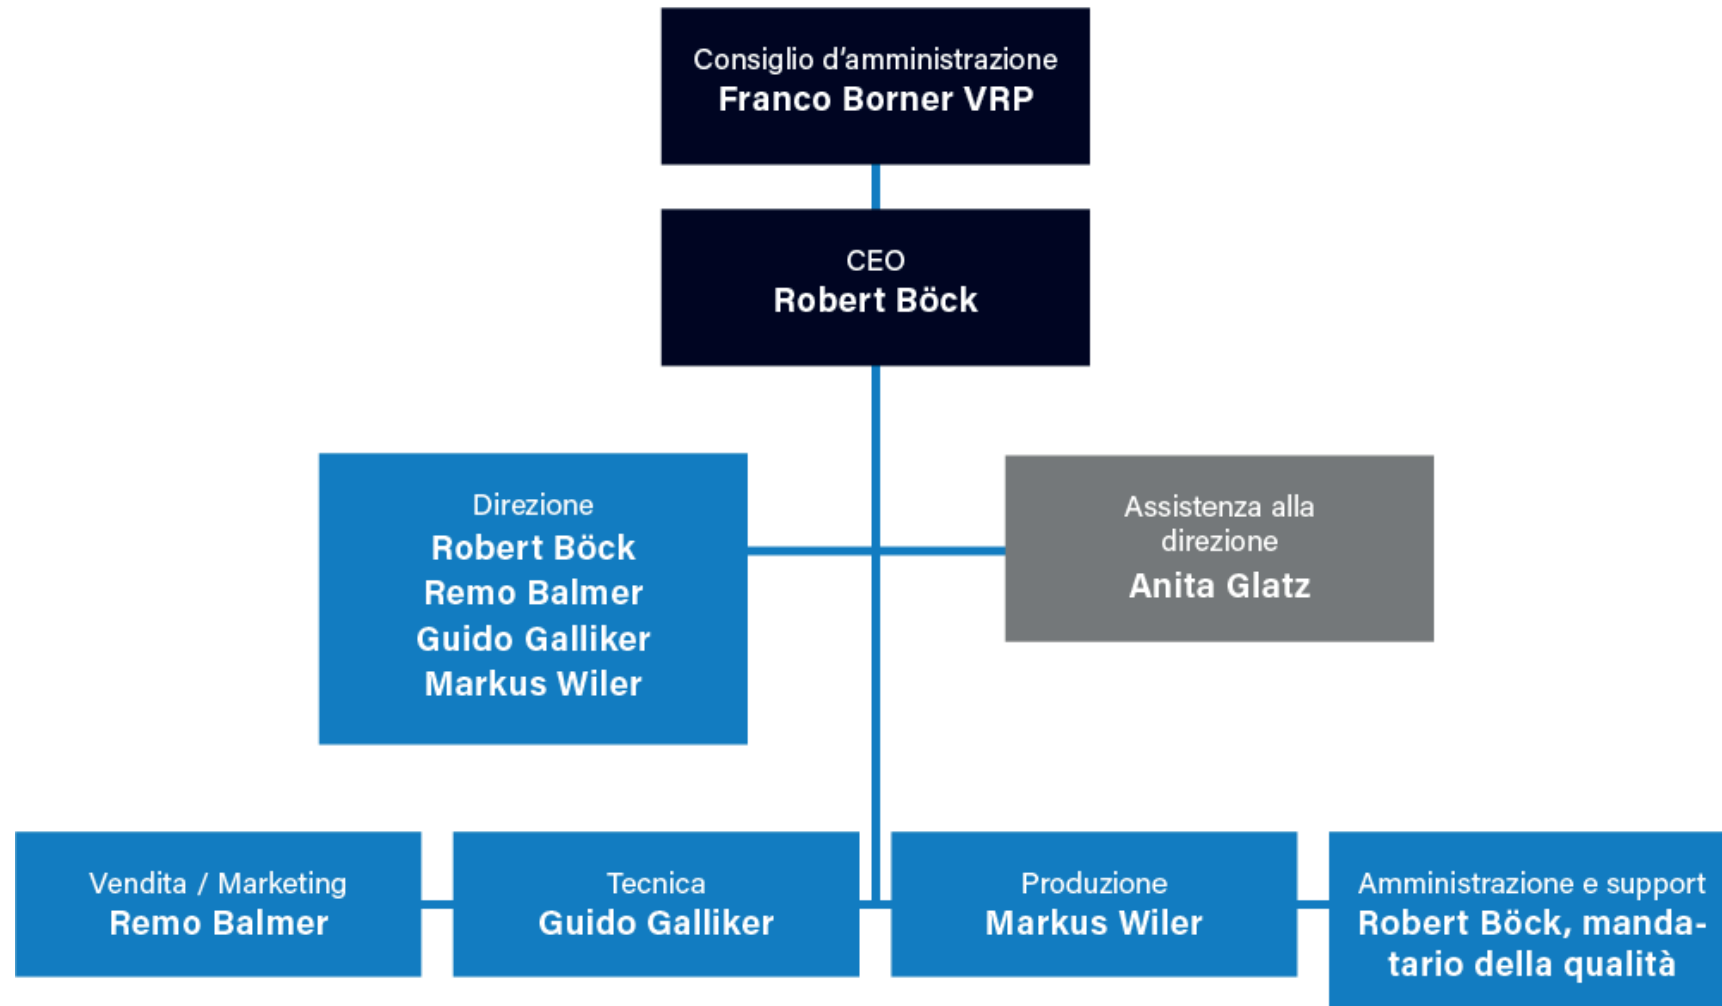 Consiglio d'amministrazione
Franco Borner VRP
CEO
Robert Böck
Direzione
Robert Böck
Remo Balmer
Guido Galliker
Markus Wiler
Assistenza alla
direzione
Anita Glatz
Vendita / Marketing
Remo Balmer
Tecnica
Guido Galliker
Produzione
Markus Wiler
Amministrazione e support
Robert Böck, manda-
tario della qualità